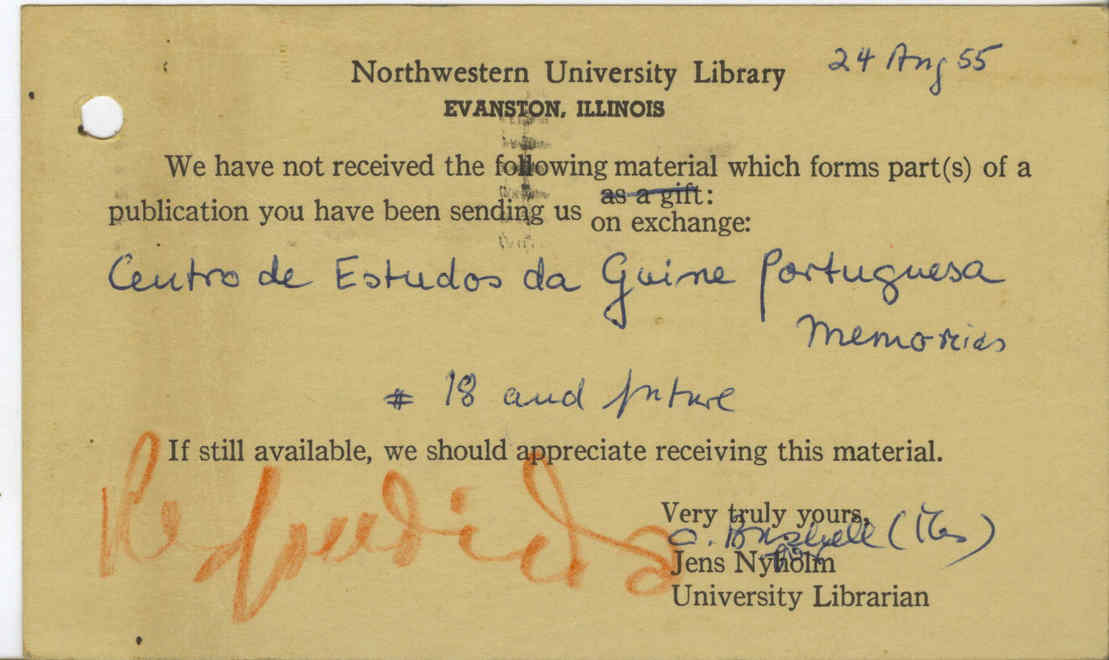 24 Aug 55
Northwestern University Library
EVANSTON, ILLINOIS
We have not received the following material which forms part(s) of a
publication you have been sending us as a gift:
on exchange:
Centro de Estudos da Guine Portuguesa
Memorias
# 18 and future
If still available, we should appreciate receiving this material.
Very truly yours,
Jens Nyholm
University Librarian